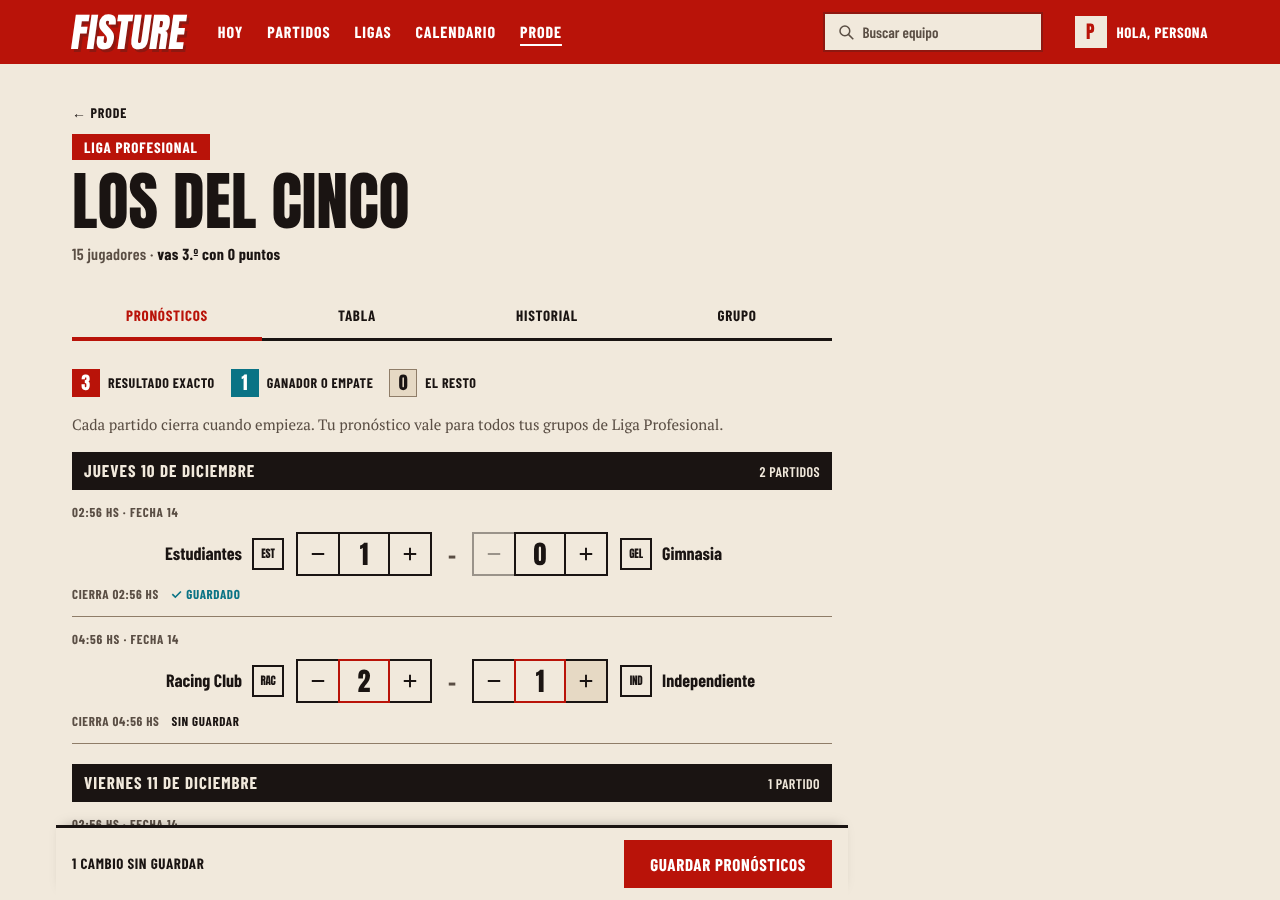 FISTURE HOY PARTIDOS LIGAS CALENDARIO PRODE Buscar equipo P HOLA, PERSONA
← PRODE
LIGA PROFESIONAL
LOS DEL CINCO
15 jugadores · vas 3.º con 0 puntos
PRONÓSTICOS TABLA HISTORIAL GRUPO
3 RESULTADO EXACTO 1 GANADOR O EMPATE 0 EL RESTO
Cada partido cierra cuando empieza. Tu pronóstico vale para todos tus grupos de Liga Profesional.
JUEVES 10 DE DICIEMBRE 2 PARTIDOS
02:56 HS · FECHA 14
Estudiantes EST − 1 + - − 0 + GEL Gimnasia
CIERRA 02:56 HS ✓ GUARDADO
04:56 HS · FECHA 14
Racing Club RAC − 2 + - − 1 + IND Independiente
CIERRA 04:56 HS SIN GUARDAR
VIERNES 11 DE DICIEMBRE 1 PARTIDO
02:56 HS · FECHA 14
1 CAMBIO SIN GUARDAR GUARDAR PRONÓSTICOS